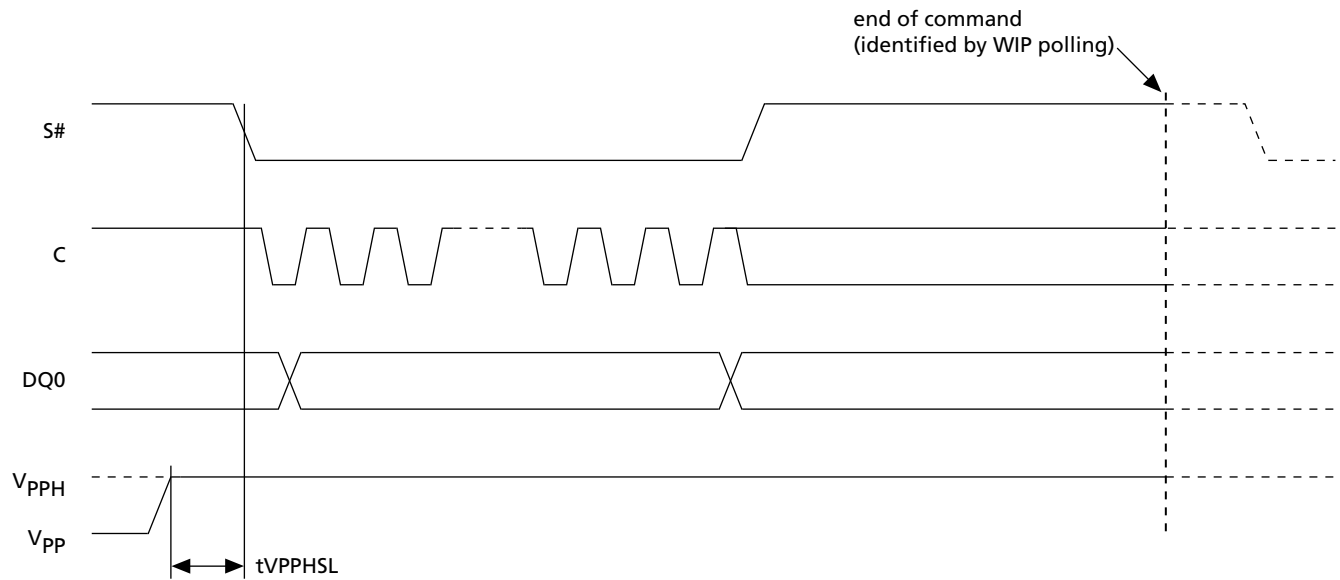 end of command
(identified by WIP polling)
S#
C
DQ0
VPPH
VPP
tVPPHSL